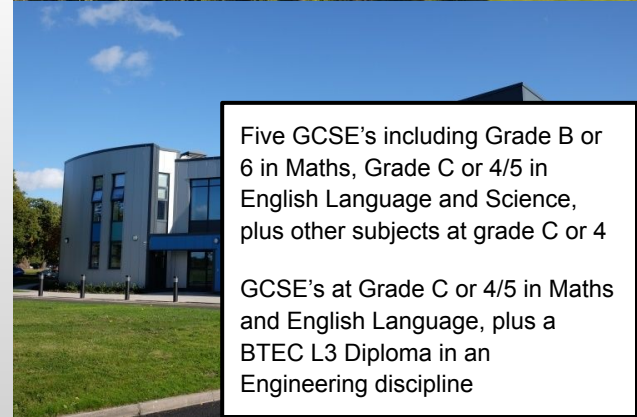 Five GCSE's including Grade B or
6 in Maths, Grade C or 4/5 in
English Language and Science,
plus other subjects at grade C or 4
GCSE's at Grade C or 4/5 in Maths
and English Language, plus a
BTEC L3 Diploma in an
Engineering discipline